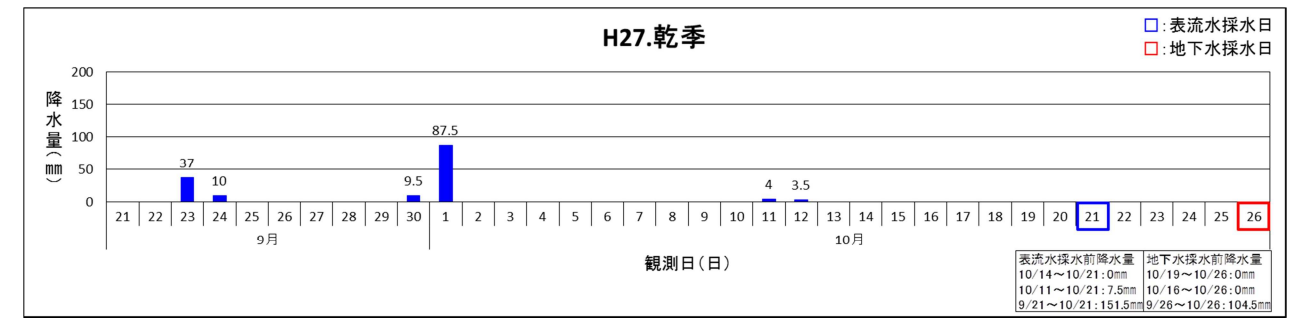 H27.乾季
□:表流水採水日
□:地下水採水日
降水量(㎜)
200
150
100
50
0
37
10
9.5
87.5
4
3.5
21 22 23 24 25 26 27 28 29 30 1 2 3 4 5 6 7 8 9 10 11 12 13 14 15 16 17 18 19 20 21 22 23 24 25 26
9月 10月
観測日(日)
表流水採水前降水量 地下水採水前降水量
10/14～10/21:0㎜ 10/19～10/26:0㎜
10/11～10/21:7.5㎜ 10/16～10/26:0㎜
9/21～10/21:151.5㎜ 9/26～10/26:104.5㎜